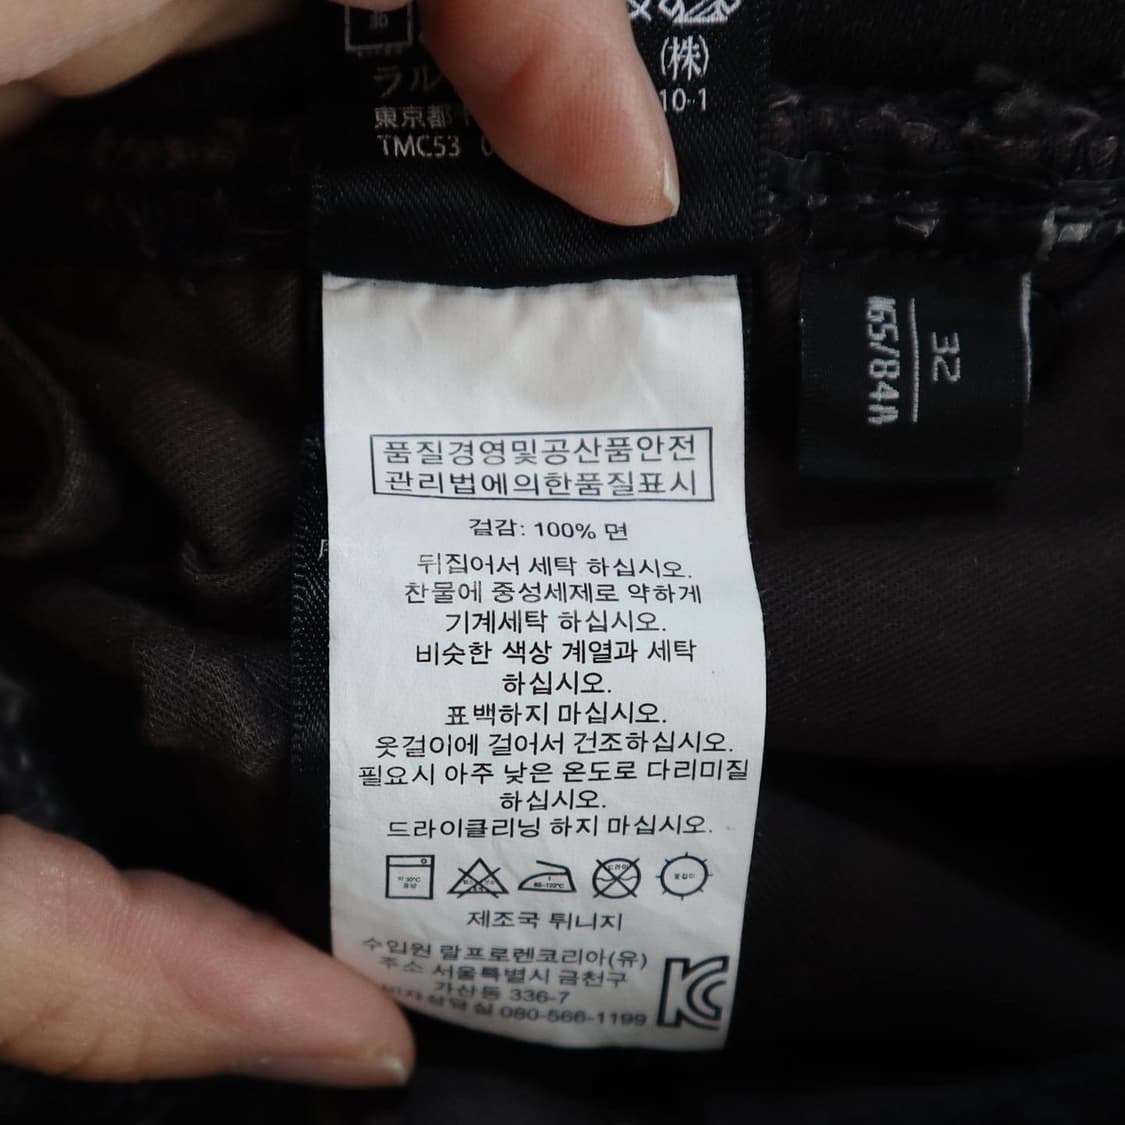 (株)
ラル
10-1
東京都
TMC53
32
165/84A
품질경영및공산품안전
관리법에의한품질표시
겉감: 100% 면
뒤집어서 세탁 하십시오.
찬물에 중성세제로 약하게
기계세탁 하십시오.
비슷한 색상 계열과 세탁
하십시오.
표백하지 마십시오.
옷걸이에 걸어서 건조하십시오.
필요시 아주 낮은 온도로 다리미질
하십시오.
드라이클리닝 하지 마십시오.
제조국 튀니지
수입원 랄프로렌코리아(유)
주소 서울특별시 금천구
가산동 336-7
상담실 080-566-1199
KC